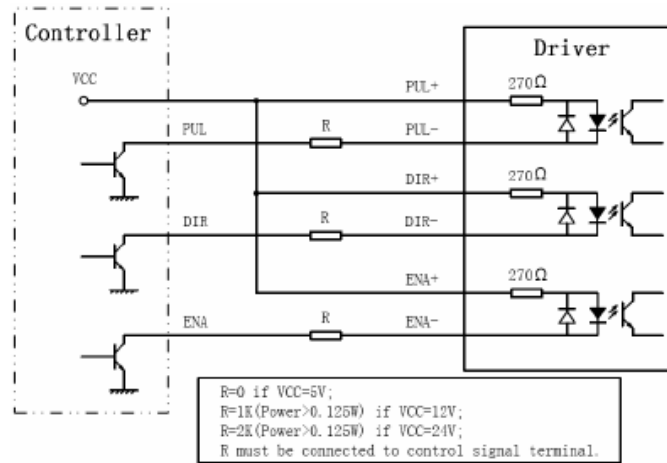 Controller
Driver
VCC
PUL+
270Ω
PUL
R
PUL-
DIR+
270Ω
DIR
R
DIR-
ENA+
270Ω
ENA
R
ENA-
R=0 if VCC=5V;
R=1K(Power>0.125W) if VCC=12V;
R=2K(Power>0.125W) if VCC=24V;
R must be connected to control signal terminal.